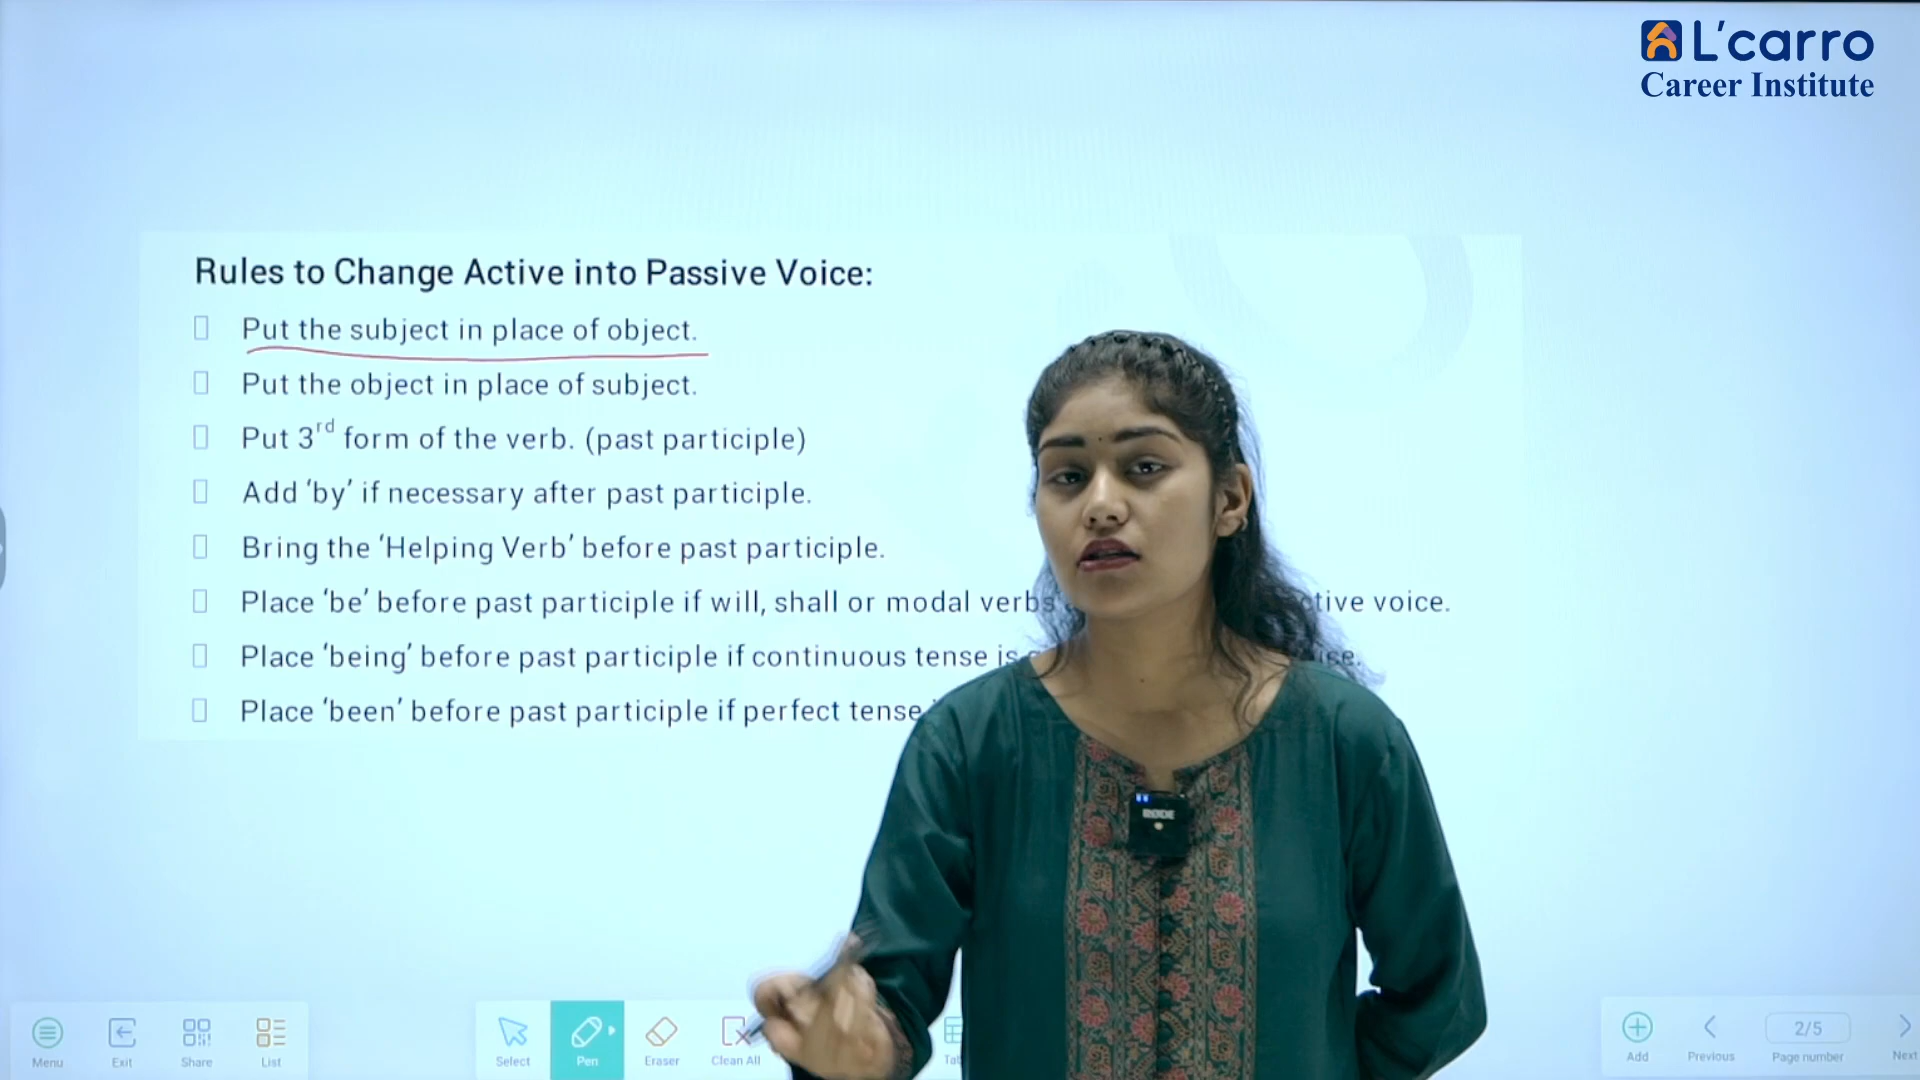 L'carro
Career Institute
Rules to Change Active into Passive Voice:
Put the subject in place of object.
Put the object in place of subject.
Put 3rd form of the verb. (past participle)
Add ‘by’ if necessary after past participle.
Bring the ‘Helping Verb’ before past participle.
Place ‘be’ before past participle if will, shall or modal verbs voice.
Place ‘being’ before past participle if continuous tense is
Place ‘been’ before past participle if perfect tense
RØDE
Menu
Exit
Share
List
Select
Pen
Eraser
Clean All
Add
Previous
2/5
Page number
Next